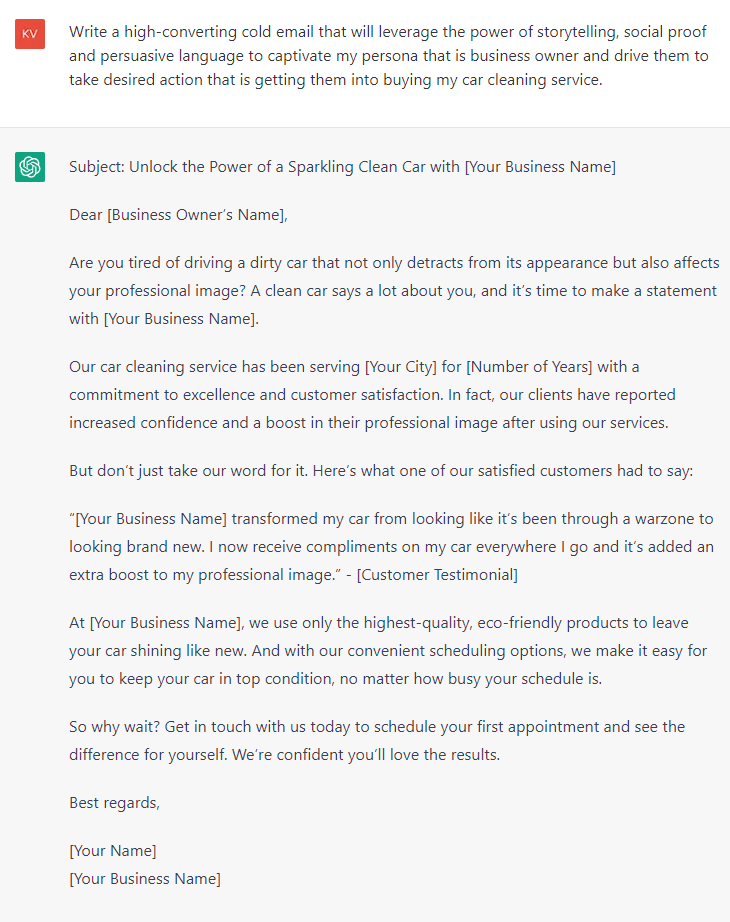 KV
Write a high-converting cold email that will leverage the power of storytelling, social proof
and persuasive language to captivate my persona that is business owner and drive them to
take desired action that is getting them into buying my car cleaning service.
Subject: Unlock the Power of a Sparkling Clean Car with [Your Business Name]
Dear [Business Owner's Name],
Are you tired of driving a dirty car that not only detracts from its appearance but also affects
your professional image? A clean car says a lot about you, and it's time to make a statement
with [Your Business Name].
Our car cleaning service has been serving [Your City] for [Number of Years] with a
commitment to excellence and customer satisfaction. In fact, our clients have reported
increased confidence and a boost in their professional image after using our services.
But don't just take our word for it. Here's what one of our satisfied customers had to say:
"[Your Business Name] transformed my car from looking like it's been through a warzone to
looking brand new. I now receive compliments on my car everywhere I go and it's added an
extra boost to my professional image." - [Customer Testimonial]
At [Your Business Name], we use only the highest-quality, eco-friendly products to leave
your car shining like new. And with our convenient scheduling options, we make it easy for
you to keep your car in top condition, no matter how busy your schedule is.
So why wait? Get in touch with us today to schedule your first appointment and see the
difference for yourself. We're confident you'll love the results.
Best regards,
[Your Name]
[Your Business Name]